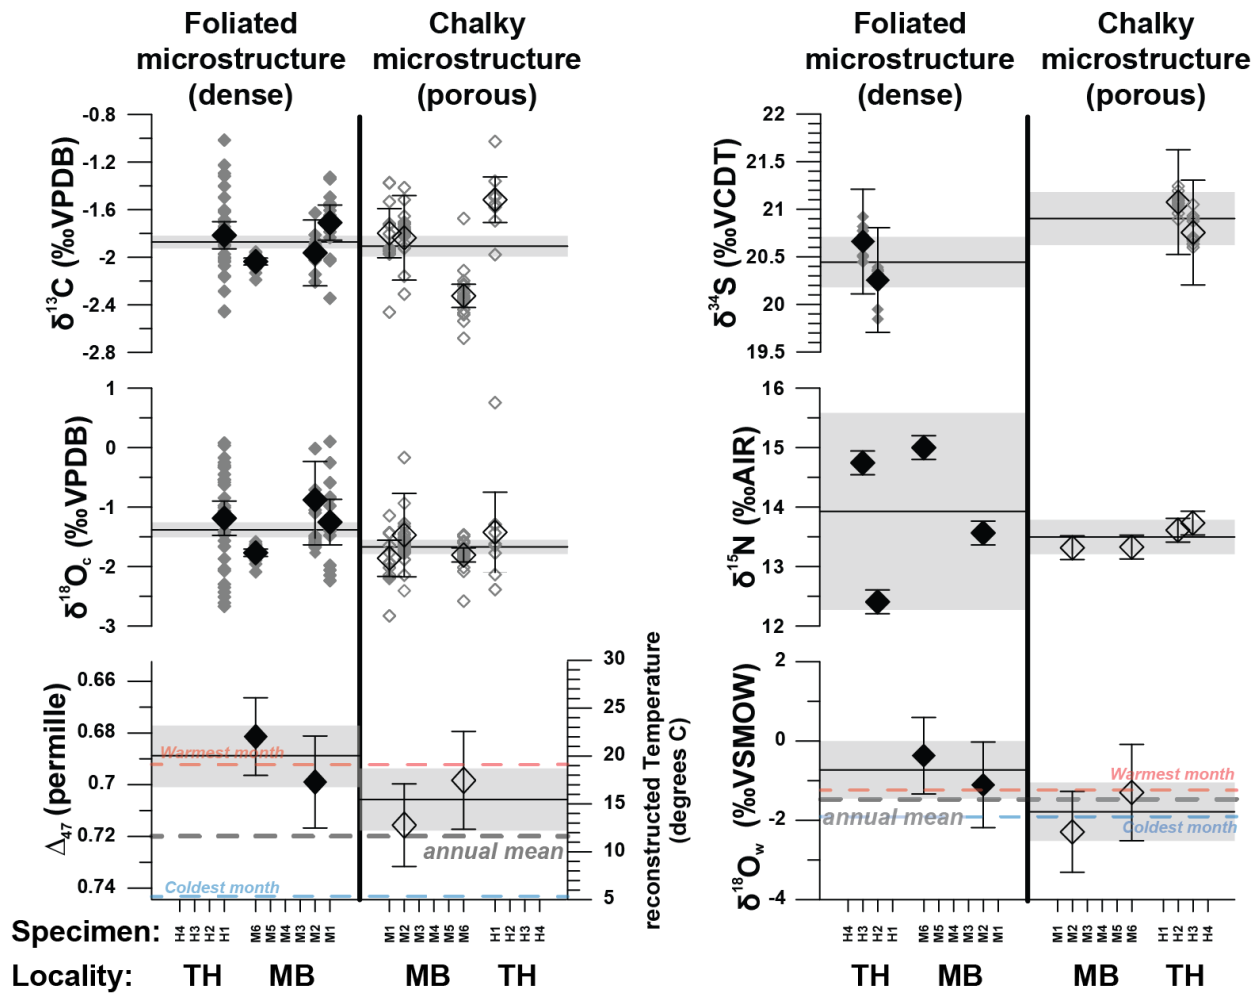 Foliated
microstructure
(dense)
Chalky
microstructure
(porous)
Foliated
microstructure
(dense)
Chalky
microstructure
(porous)
δ13C (‰VPDB)
-0.8
-1.2
-1.6
-2
-2.4
-2.8
δ18Oc (‰VPDB)
1
0
-1
-2
-3
Δ47 (permille)
0.66
0.68
0.7
0.72
0.74
Warmest month
annual mean
Coldest month
30
25
20
15
10
5
reconstructed Temperature
(degrees C)
δ34S (‰VCDT)
22
21.5
21
20.5
20
19.5
δ15N (‰AIR)
16
15
14
13
12
δ18Ow (‰VSMOW)
2
0
-2
-4
Warmest month
annual mean
Coldest month
Specimen: H4 H3 H2 H1 M6 M5 M4 M3 M2 M1 M1 M2 M3 M4 M5 M6 H1 H2 H3 H4 H4 H3 H2 H1 M6 M5 M4 M3 M2 M1 M1 M2 M3 M4 M5 M6 H1 H2 H3 H4
Locality: TH MB MB TH TH MB MB TH